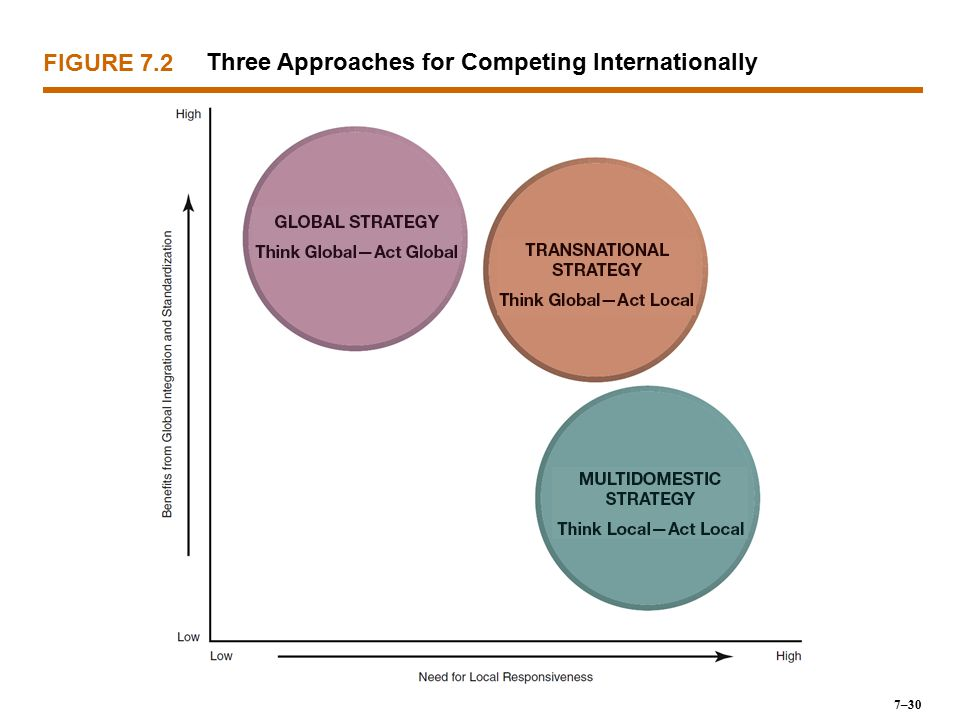 FIGURE 7.2 Three Approaches for Competing Internationally
High
Benefits from Global Integration and Standardization
GLOBAL STRATEGY
Think Global—Act Global
TRANSNATIONAL
STRATEGY
Think Global—Act Local
MULTIDOMESTIC
STRATEGY
Think Local—Act Local
Low
Low
High
Need for Local Responsiveness
7–30